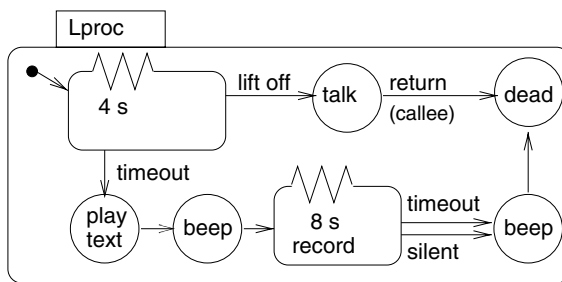 Lproc
4 s
lift off
talk
return
(callee)
dead
timeout
play
text
beep
8 s
record
timeout
silent
beep